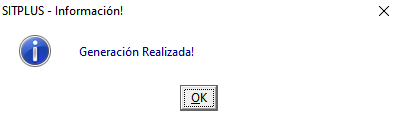 SITPLUS - Información!
Generación Realizada!
OK